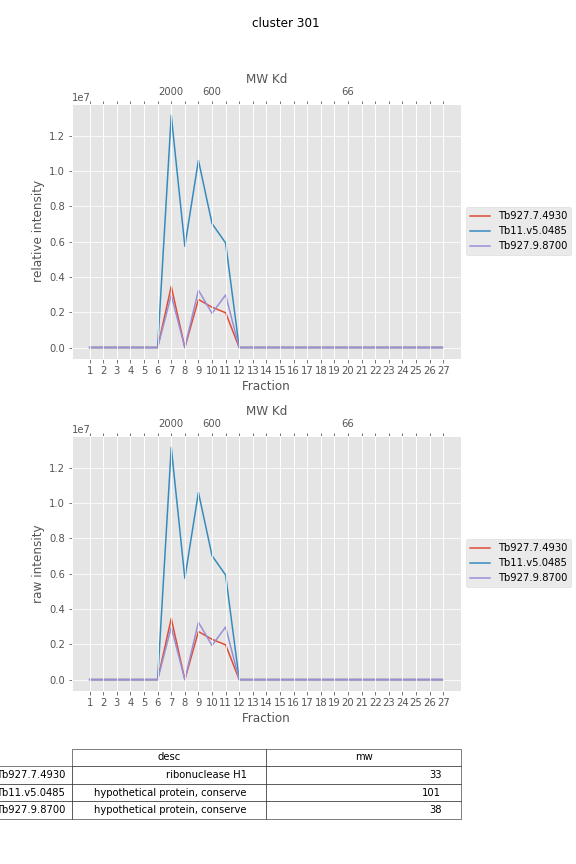 cluster 301
MW Kd
2000 600 66
1e7
1.2
1.0
0.8
0.6
0.4
0.2
0.0
relative intensity
1 2 3 4 5 6 7 8 9 10 11 12 13 14 15 16 17 18 19 20 21 22 23 24 25 26 27
Fraction
Tb927.7.4930
Tb11.v5.0485
Tb927.9.8700
MW Kd
2000 600 66
1e7
1.2
1.0
0.8
0.6
0.4
0.2
0.0
raw intensity
1 2 3 4 5 6 7 8 9 10 11 12 13 14 15 16 17 18 19 20 21 22 23 24 25 26 27
Fraction
Tb927.7.4930
Tb11.v5.0485
Tb927.9.8700
desc mw
Tb927.7.4930 ribonuclease H1 33
Tb11.v5.0485 hypothetical protein, conserve 101
Tb927.9.8700 hypothetical protein, conserve 38